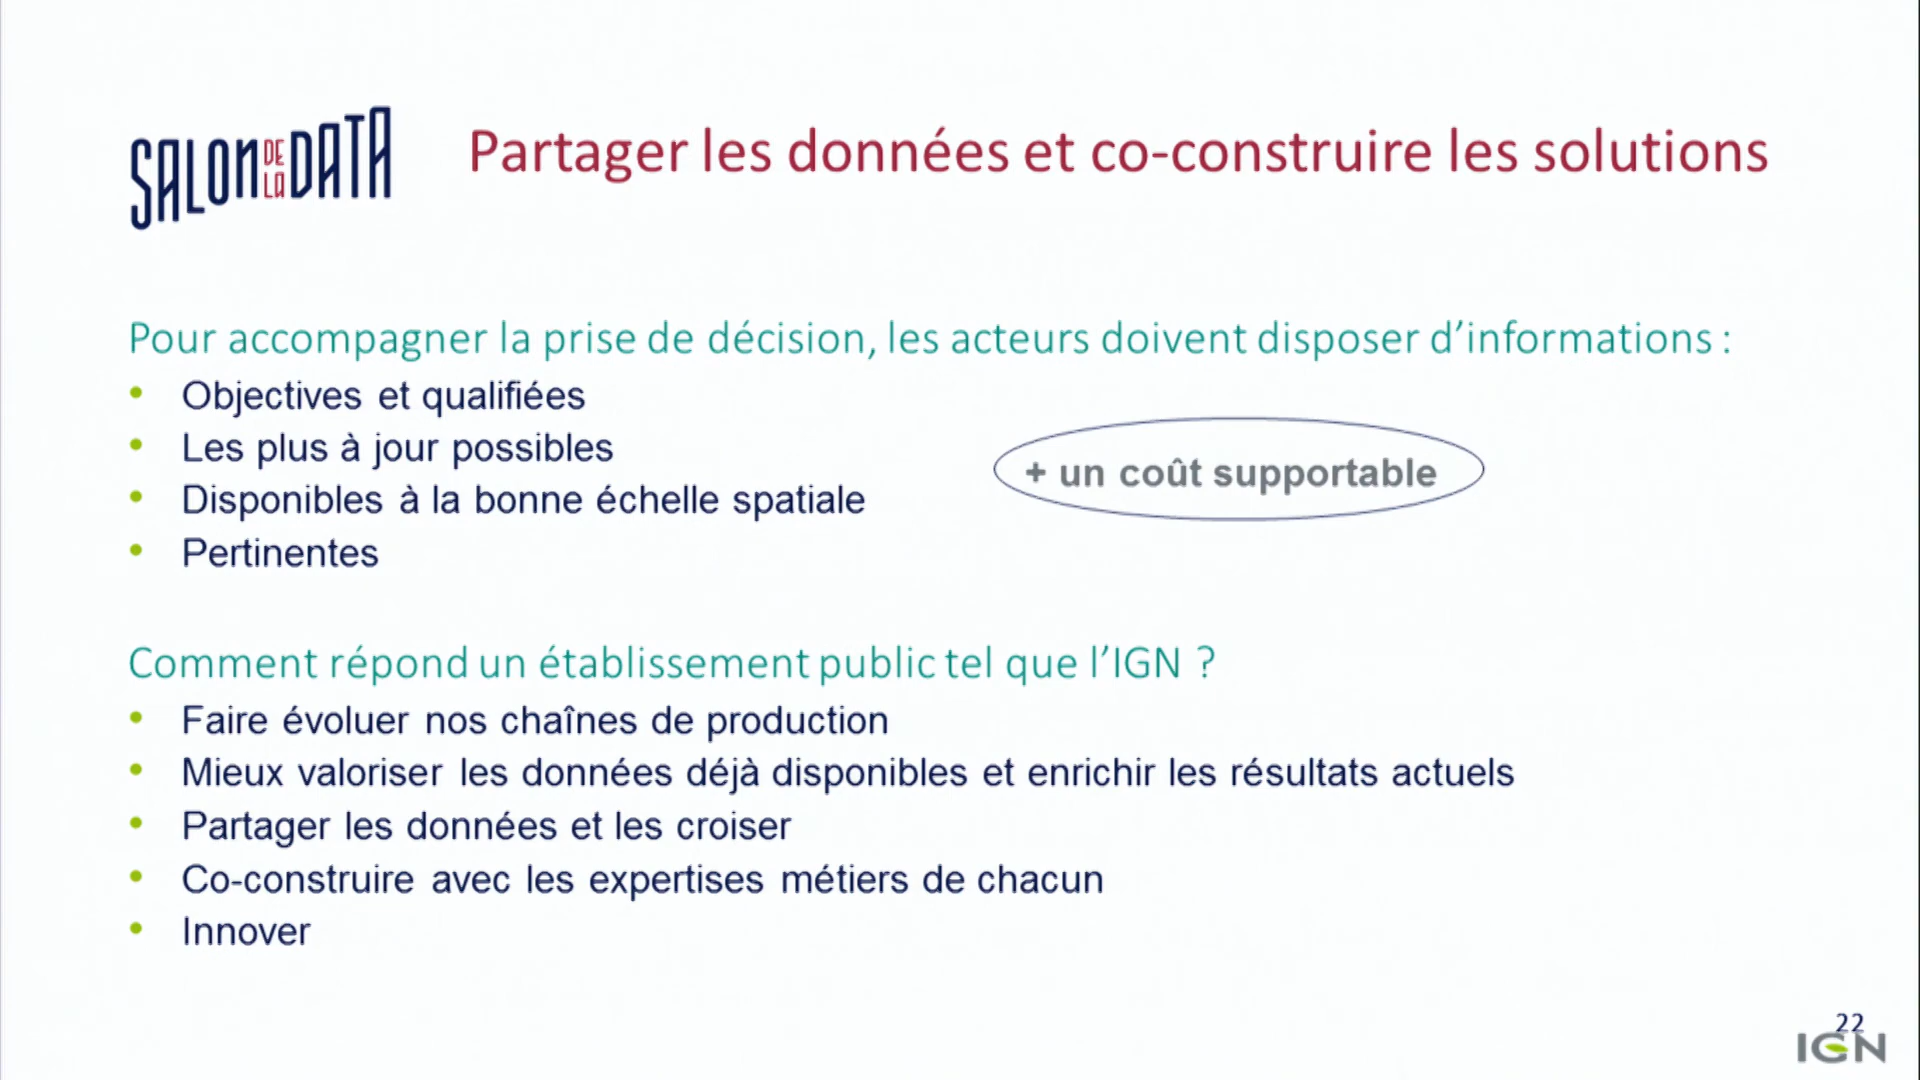 SALON DE LA DATA
Partager les données et co-construire les solutions
Pour accompagner la prise de décision, les acteurs doivent disposer d’informations :
• Objectives et qualifiées
• Les plus à jour possibles
• Disponibles à la bonne échelle spatiale
• Pertinentes
+ un coût supportable
Comment répond un établissement public tel que l’IGN ?
• Faire évoluer nos chaînes de production
• Mieux valoriser les données déjà disponibles et enrichir les résultats actuels
• Partager les données et les croiser
• Co-construire avec les expertises métiers de chacun
• Innover
22
IGN